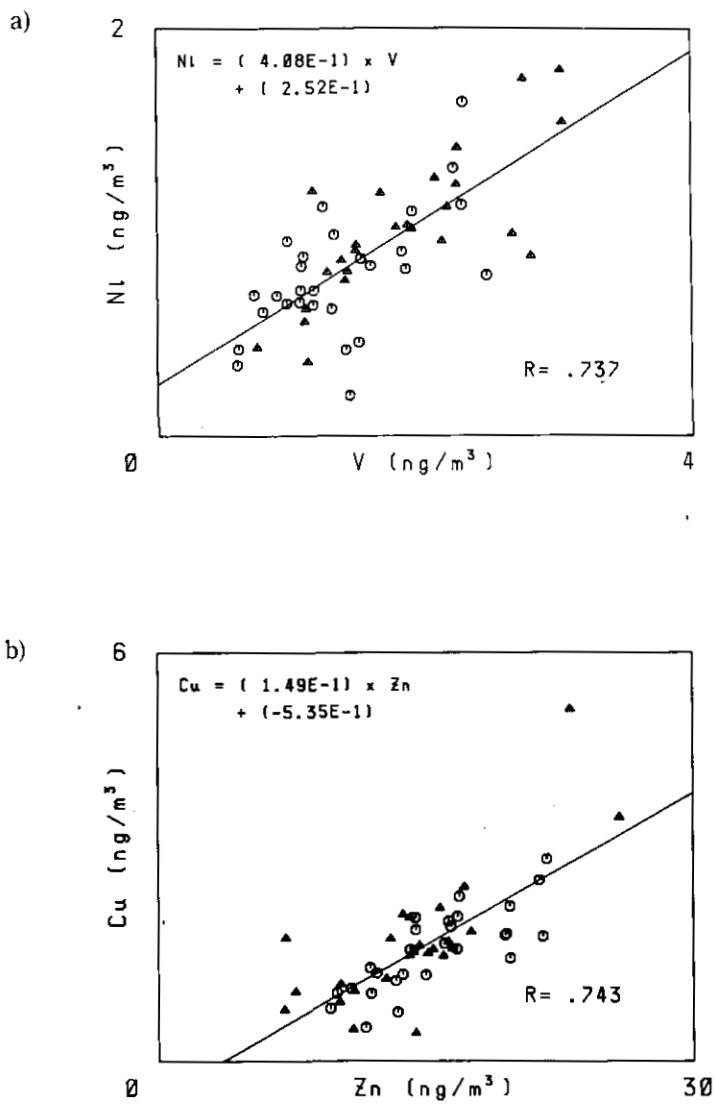 a)
2
Ni = ( 4.08E-1) x V
+ ( 2.52E-1)
Ni (ng/m³)
R= .737
0
V (ng/m³)
4
b)
6
Cu = ( 1.49E-1) x Zn
+ (-5.35E-1)
Cu (ng/m³)
R= .743
0
Zn (ng/m³)
30